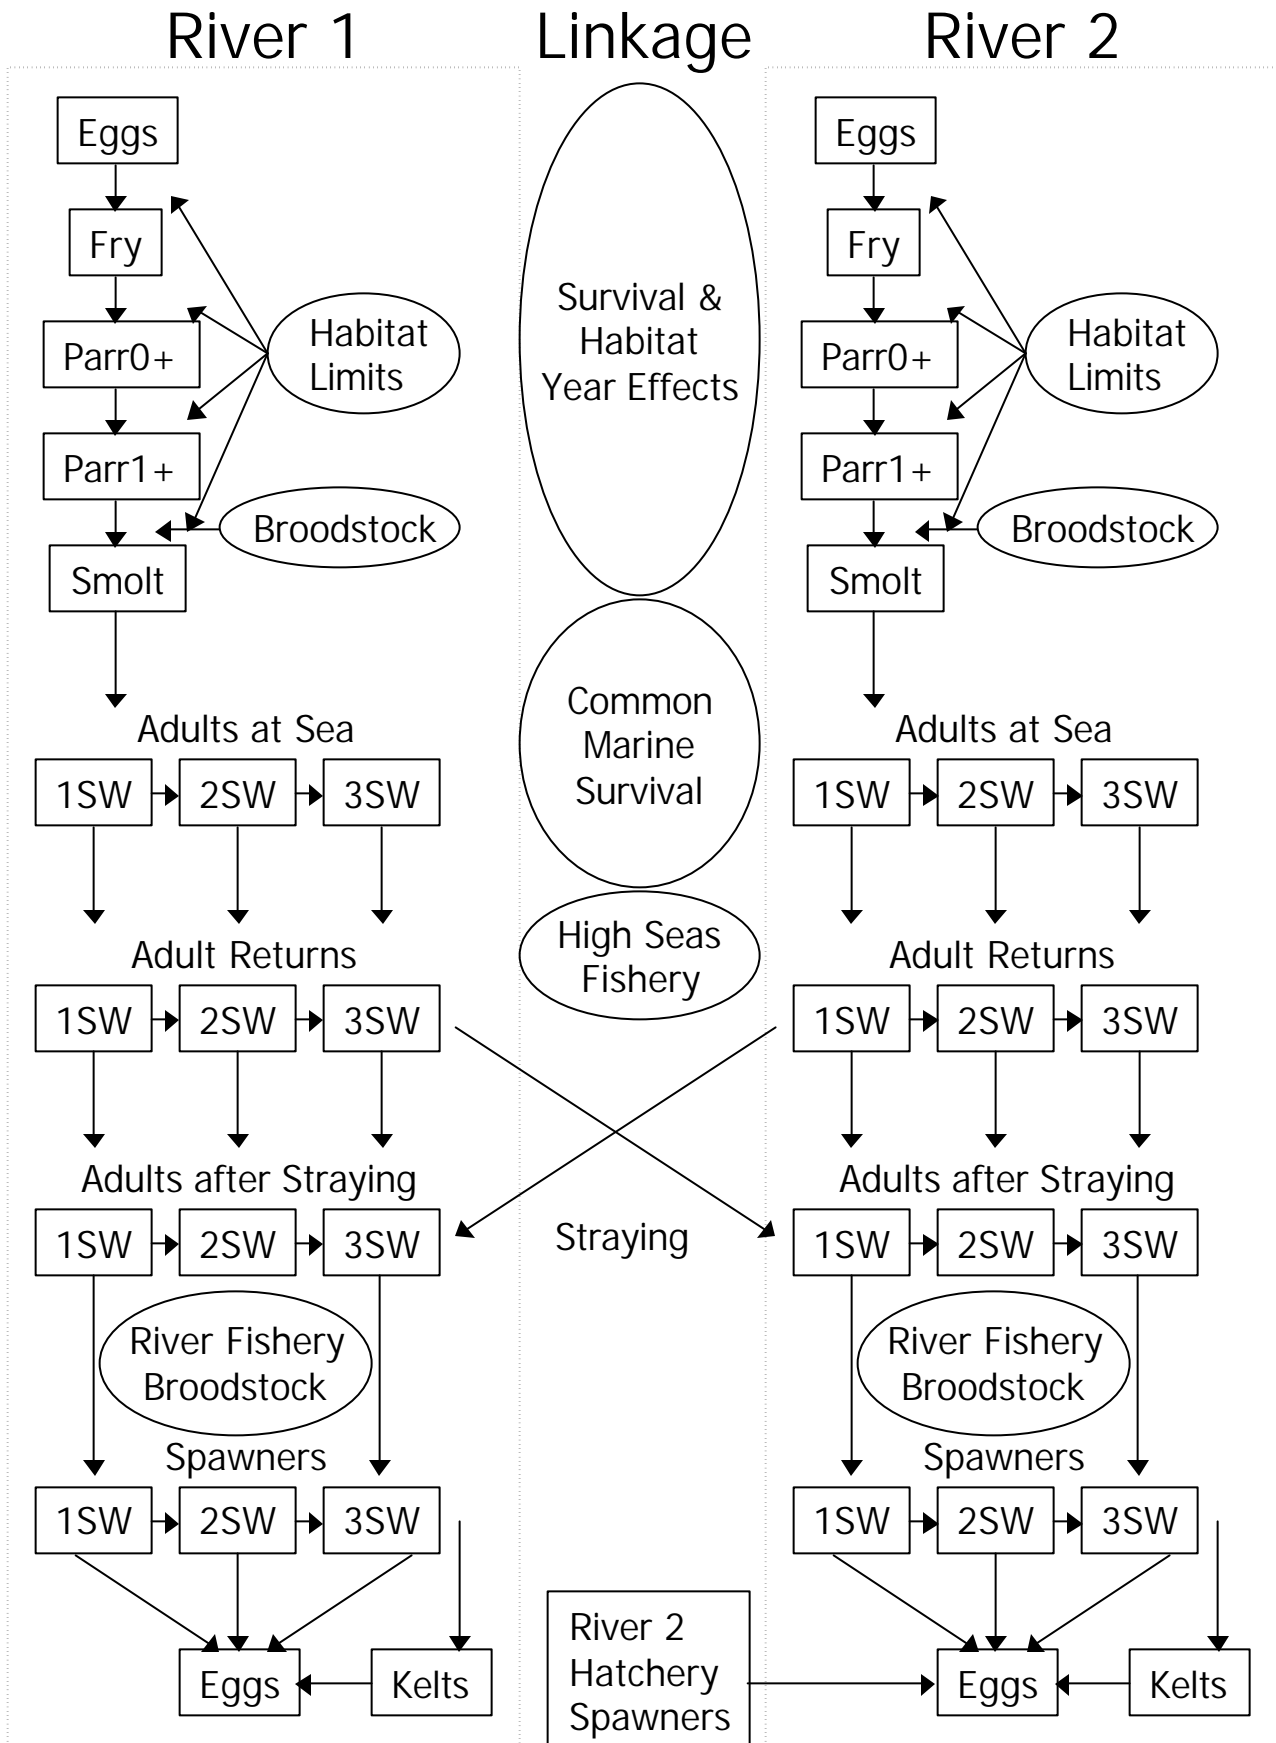 River 1
Linkage
River 2
Eggs
Fry
Parr0+
Parr1+
Smolt
Habitat
Limits
Broodstock
Adults at Sea
1SW
2SW
3SW
Adult Returns
1SW
2SW
3SW
Adults after Straying
1SW
2SW
3SW
River Fishery
Broodstock
Spawners
1SW
2SW
3SW
Eggs
Kelts
Survival &
Habitat
Year Effects
Common
Marine
Survival
High Seas
Fishery
Straying
River 2
Hatchery
Spawners
Eggs
Fry
Parr0+
Parr1+
Smolt
Habitat
Limits
Broodstock
Adults at Sea
1SW
2SW
3SW
Adult Returns
1SW
2SW
3SW
Adults after Straying
1SW
2SW
3SW
River Fishery
Broodstock
Spawners
1SW
2SW
3SW
Eggs
Kelts